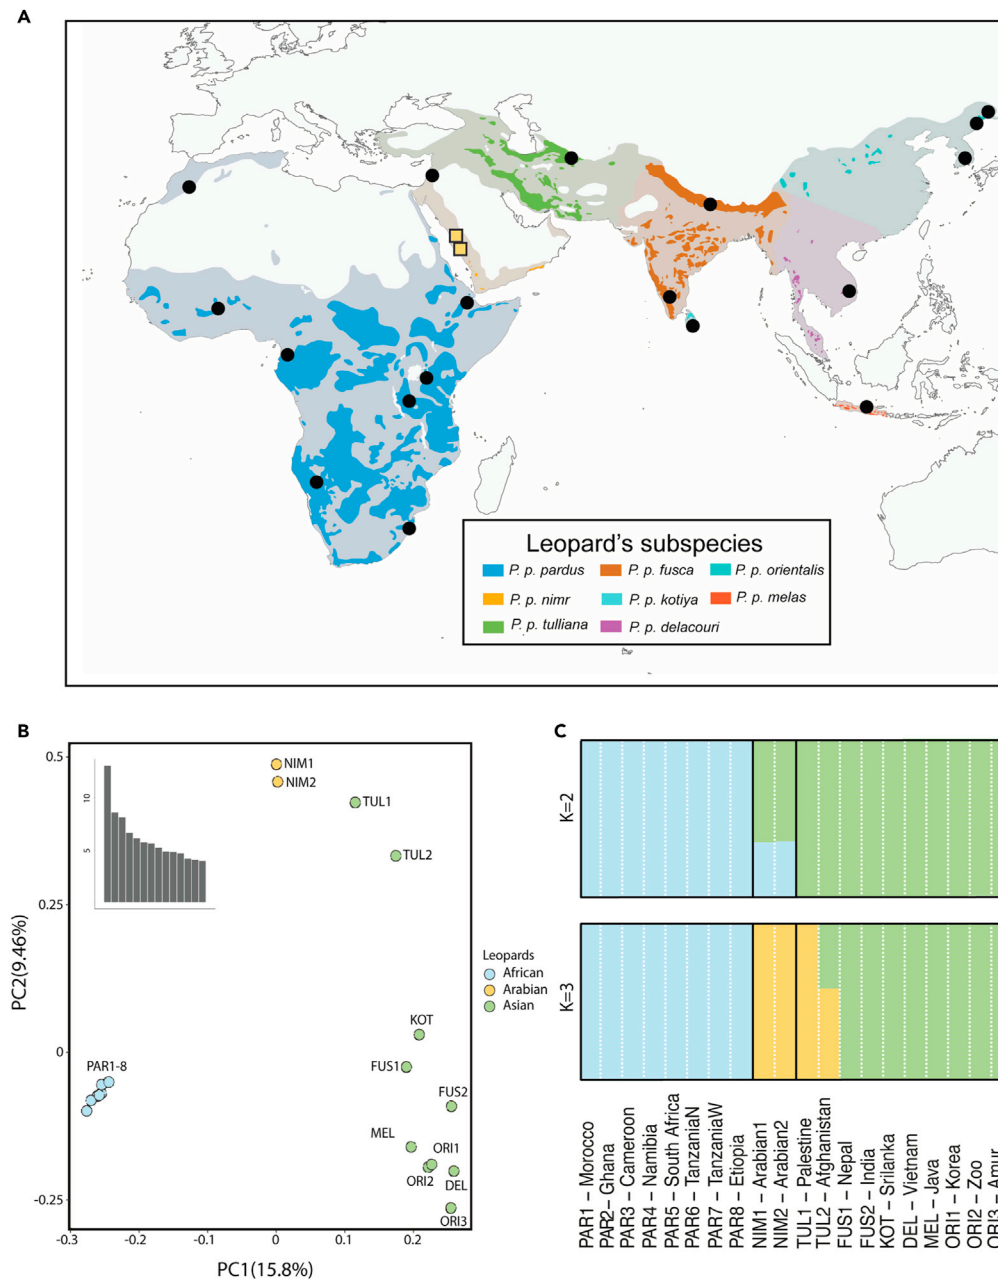 A
Leopard's subspecies
P. p. pardus
P. p. fusca
P. p. orientalis
P. p. nimr
P. p. kotiya
P. p. melas
P. p. tulliana
P. p. delacouri
B
0.5
0.25
0
-0.25
PC2(9.46%)
10
5
NIM1
NIM2
TUL1
TUL2
KOT
FUS1
FUS2
PAR1-8
MEL
ORI1
ORI2
DEL
ORI3
-0.3
-0.2
-0.1
0
0.1
0.2
PC1(15.8%)
Leopards
African
Arabian
Asian
C
K=2
K=3
PAR1 – Morocco
PAR2 – Ghana
PAR3 – Cameroon
PAR4 – Namibia
PAR5 – South Africa
PAR6 – TanzaniaN
PAR7 – TanzaniaW
PAR8 – Etiopia
NIM1 – Arabian1
NIM2 – Arabian2
TUL1 – Palestine
TUL2 – Afghanistan
FUS1 – Nepal
FUS2 – India
KOT – Srilanka
DEL – Vietnam
MEL – Java
ORI1 – Korea
ORI2 – Zoo
ORI3 – Amur